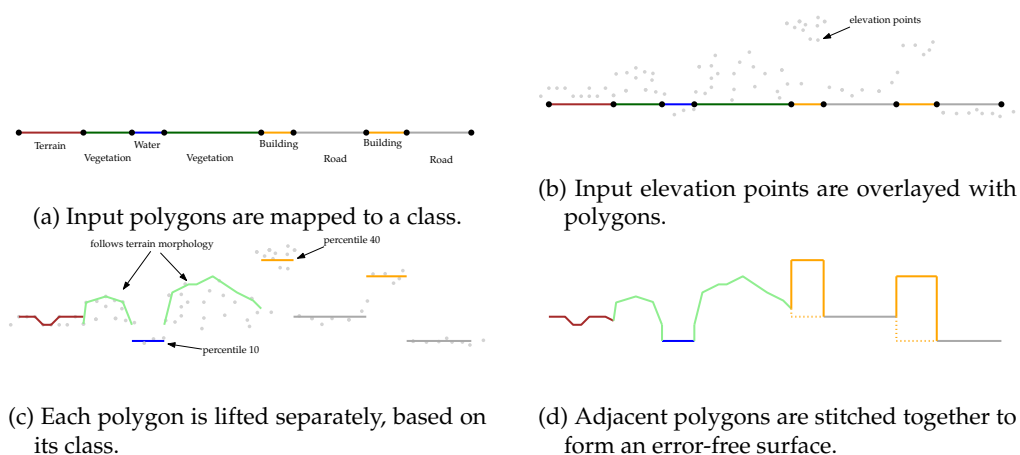 Terrain
Vegetation
Water
Vegetation
Building
Road
Building
Road
(a) Input polygons are mapped to a class.
elevation points
(b) Input elevation points are overlayed with
polygons.
follows terrain morphology
percentile 40
percentile 10
(c) Each polygon is lifted separately, based on
its class.
(d) Adjacent polygons are stitched together to
form an error-free surface.